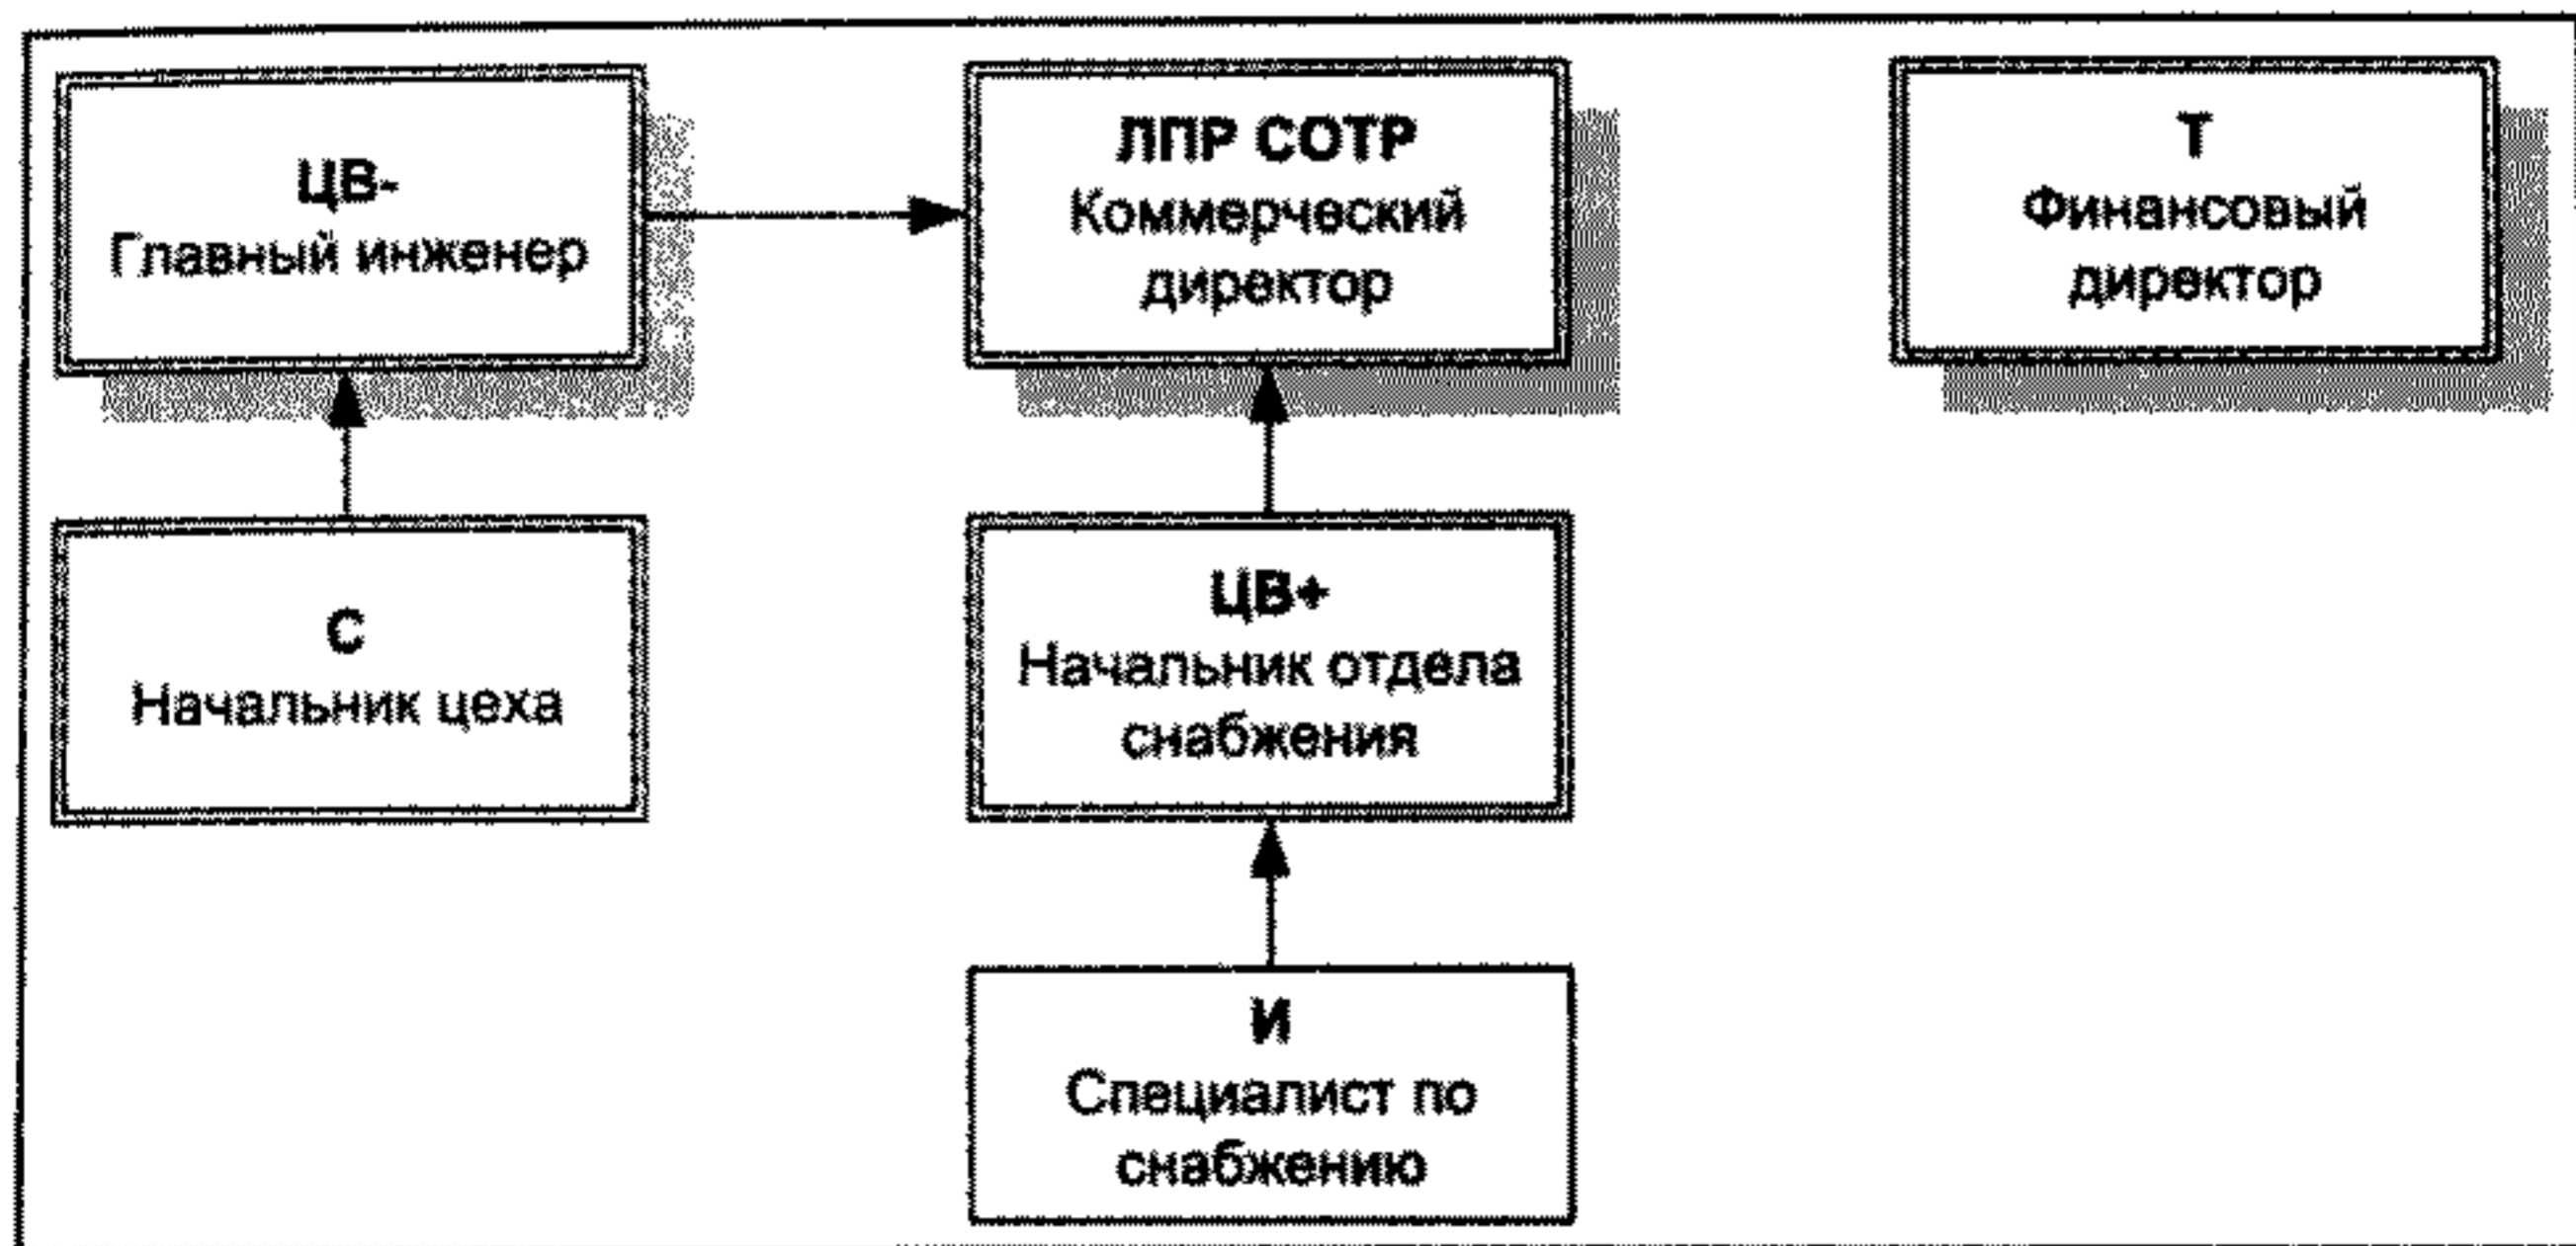 ЦВ-
Главный инженер
ЛПР СОТР
Коммерческий
директор
Т
Финансовый
директор
С
Начальник цеха
ЦВ+
Начальник отдела
снабжения
И
Специалист по
снабжению